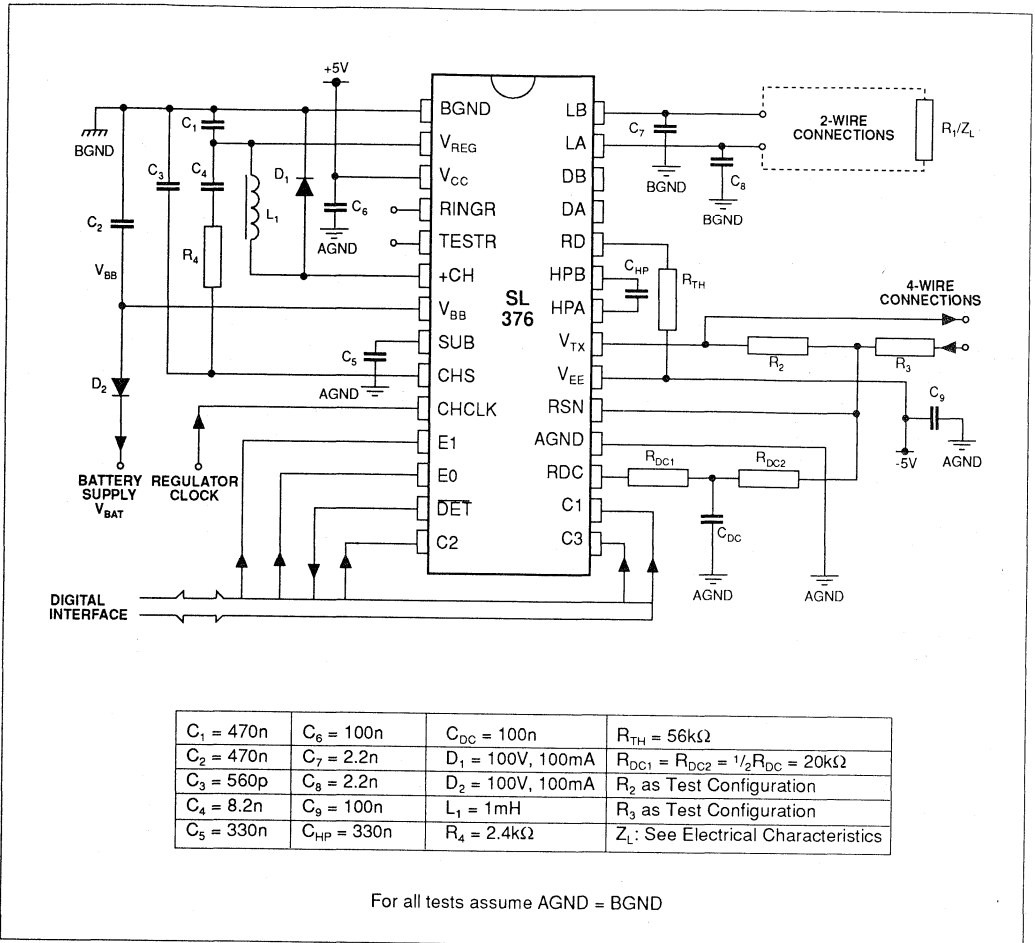 +5V
BGND
C1
VREG
C3
C4
D1
L1
VCC
C6
AGND
RINGR
TESTR
C2
VBB
R4
+CH
VBB
SUB
C5
AGND
CHS
D2
CHCLK
E1
E0
DET
C2
BATTERY
SUPPLY
VBAT
REGULATOR
CLOCK
DIGITAL
INTERFACE
BGND
SL
376
LB
LA
DB
DA
RD
HPB
HPA
VTX
VEE
RSN
AGND
RDC
C1
C3
C7
BGND
C8
BGND
2-WIRE
CONNECTIONS
R1/ZL
CHP
RTH
4-WIRE
CONNECTIONS
R2
R3
C9
-5V
AGND
RDC1
RDC2
CDC
AGND
AGND
C1 = 470n C6 = 100n CDC = 100n RTH = 56kΩ
C2 = 470n C7 = 2.2n D1 = 100V, 100mA RDC1 = RDC2 = 1/2RDC = 20kΩ
C3 = 560p C8 = 2.2n D2 = 100V, 100mA R2 as Test Configuration
C4 = 8.2n C9 = 100n L1 = 1mH R3 as Test Configuration
C5 = 330n CHP = 330n R4 = 2.4kΩ ZL: See Electrical Characteristics
For all tests assume AGND = BGND